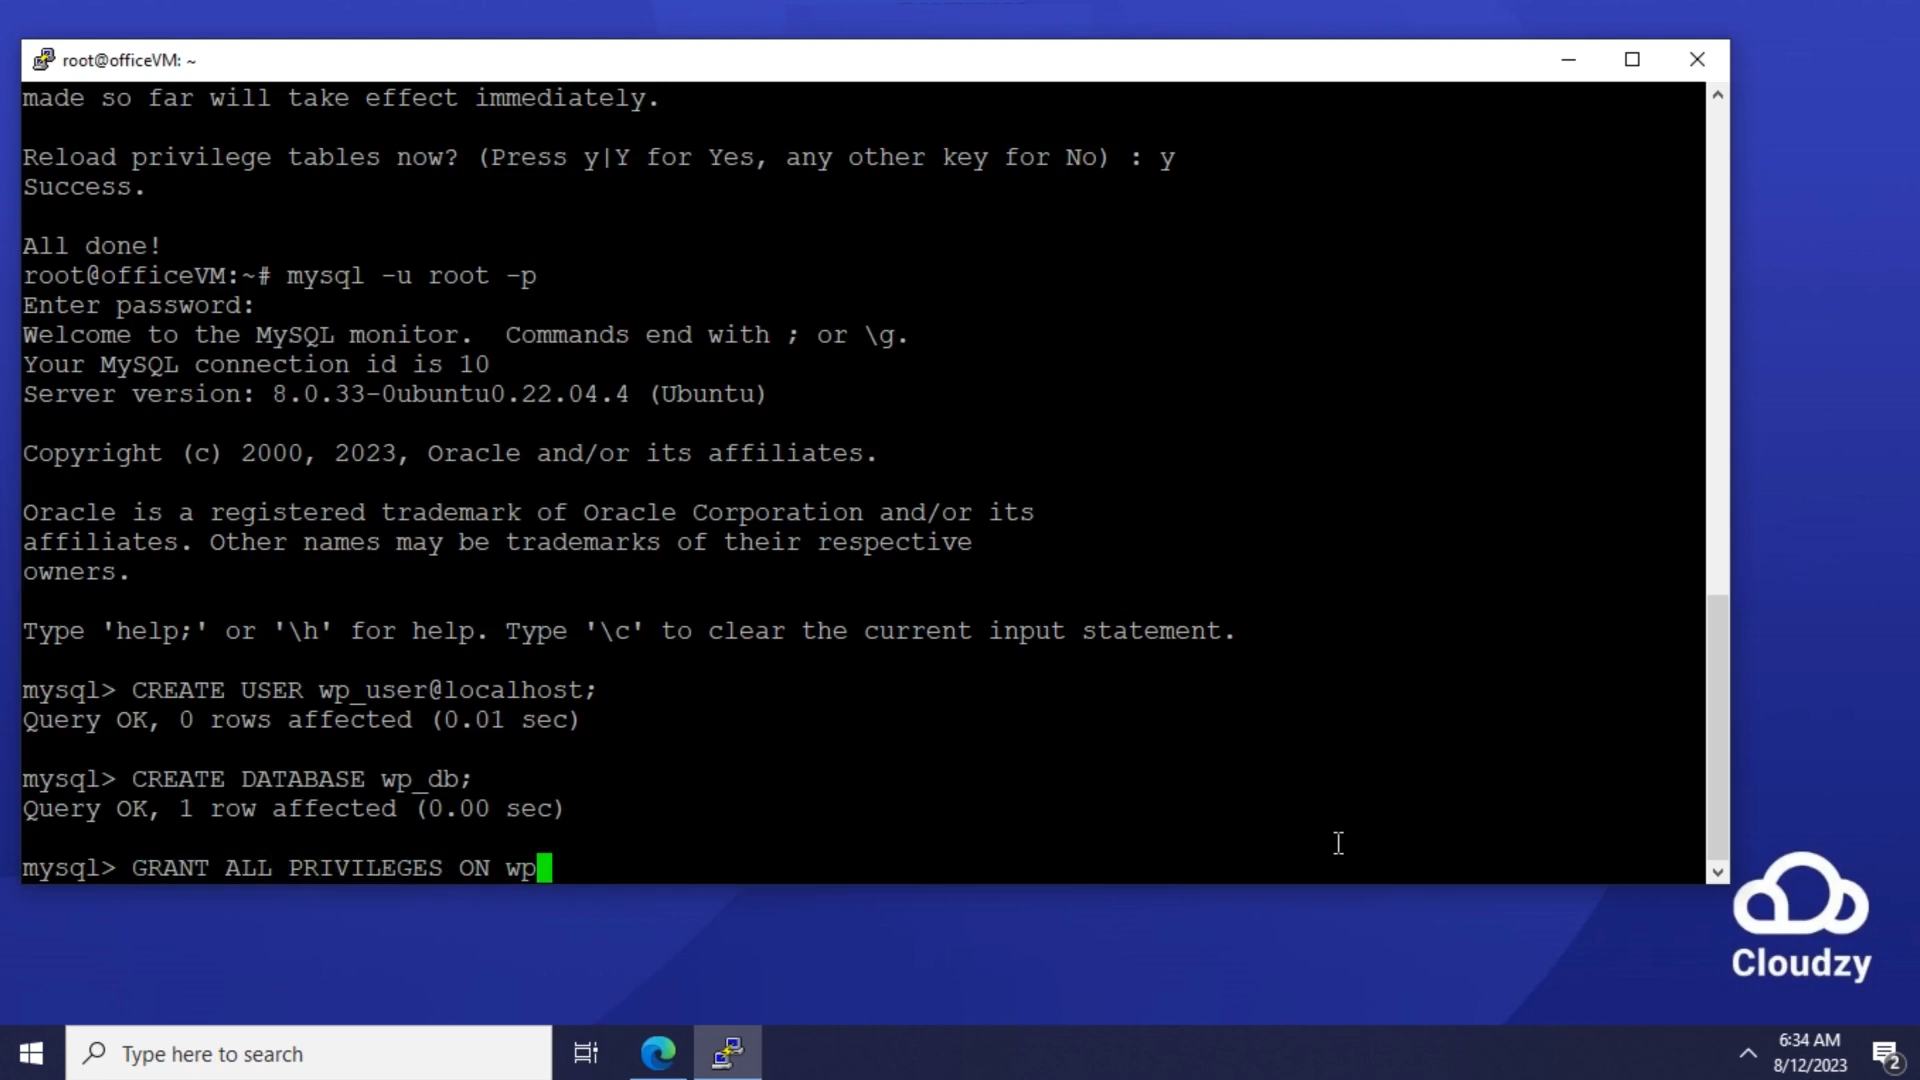 root@officeVM: ~
made so far will take effect immediately.
Reload privilege tables now? (Press y|Y for Yes, any other key for No) : y
Success.
All done!
root@officeVM:~# mysql -u root -p
Enter password:
Welcome to the MySQL monitor.  Commands end with ; or \g.
Your MySQL connection id is 10
Server version: 8.0.33-0ubuntu0.22.04.4 (Ubuntu)
Copyright (c) 2000, 2023, Oracle and/or its affiliates.
Oracle is a registered trademark of Oracle Corporation and/or its
affiliates. Other names may be trademarks of their respective
owners.
Type 'help;' or '\h' for help. Type '\c' to clear the current input statement.
mysql> CREATE USER wp_user@localhost;
Query OK, 0 rows affected (0.01 sec)
mysql> CREATE DATABASE wp_db;
Query OK, 1 row affected (0.00 sec)
mysql> GRANT ALL PRIVILEGES ON wp
Cloudzy
Type here to search
6:34 AM
8/12/2023
2